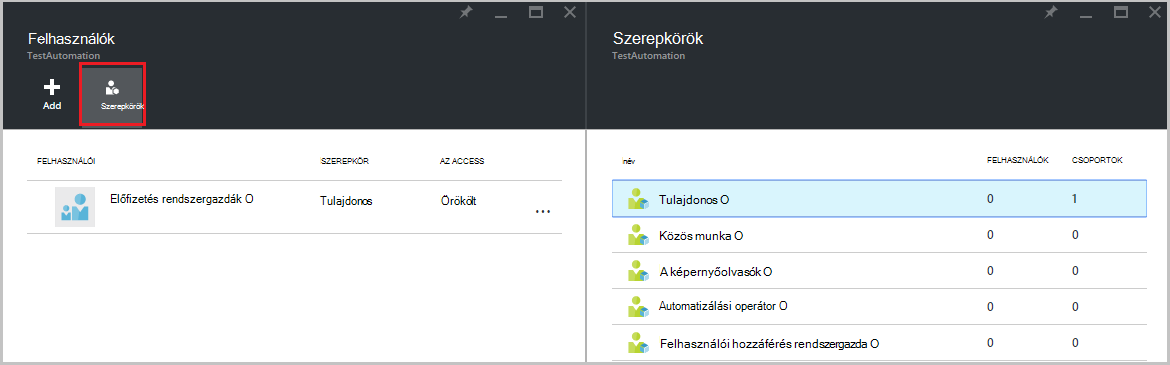 Felhasználók
TestAutomation
Add
Szerepkörök
FELHASZNÁLÓI SZEREPKÖR AZ ACCESS
Előfizetés rendszergazdák O Tulajdonos Örökölt
Szerepkörök
TestAutomation
név FELHASZNÁLÓK CSOPORTOK
Tulajdonos O 0 1
Közös munka O 0 0
A képernyőolvasók O 0 0
Automatizálási operátor O 0 0
Felhasználói hozzáférés rendszergazda O 0 0